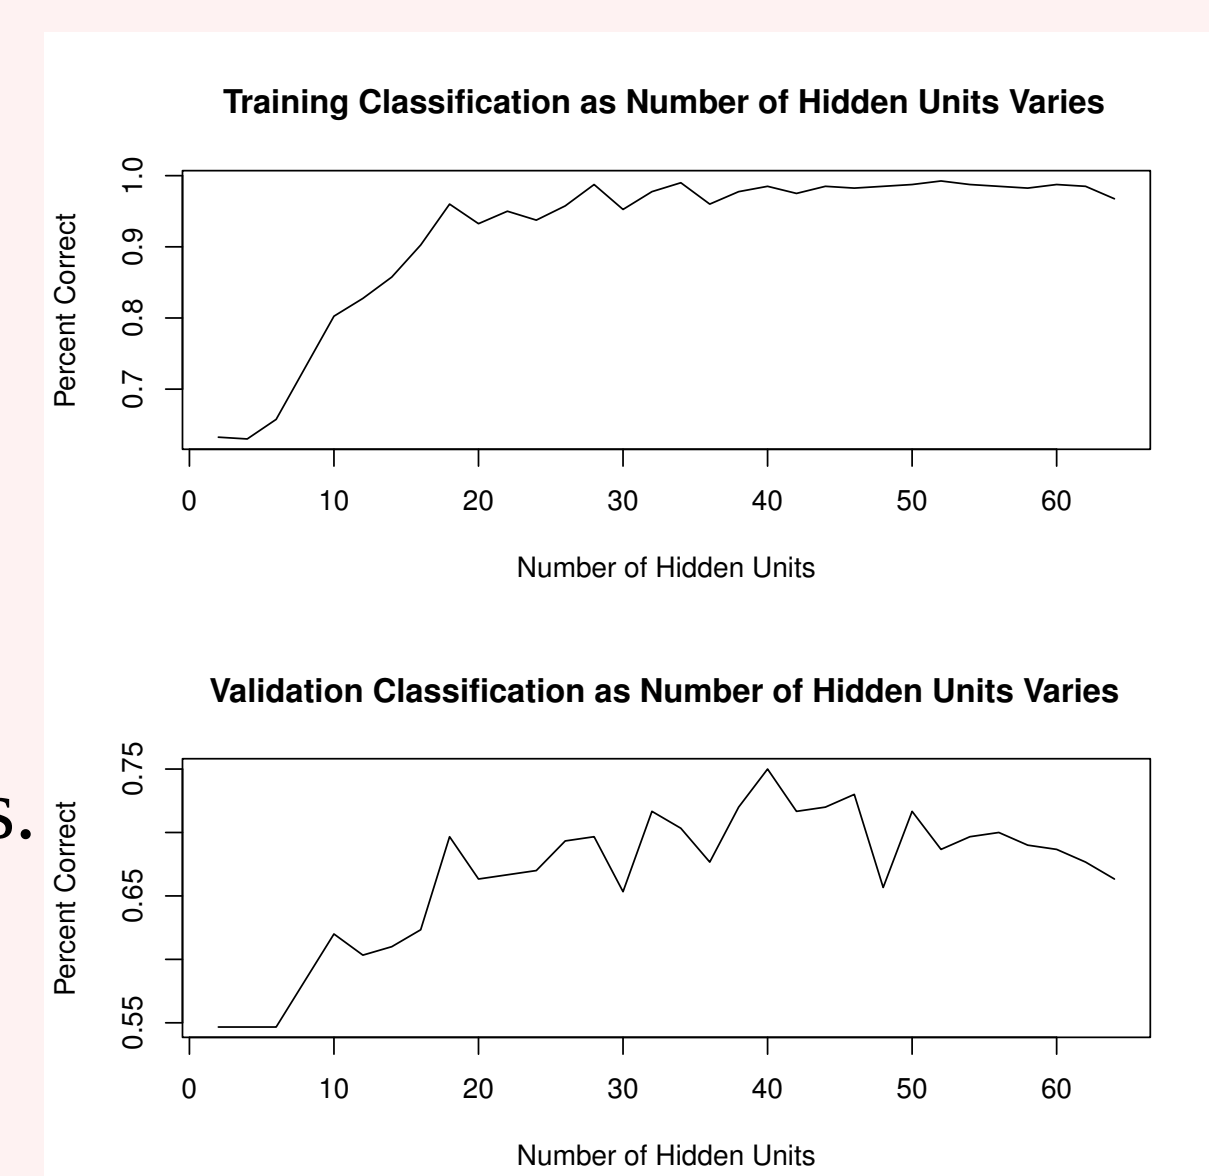 Training Classification as Number of Hidden Units Varies
Percent Correct
1.0
0.9
0.8
0.7
0 10 20 30 40 50 60
Number of Hidden Units
Validation Classification as Number of Hidden Units Varies
s.
Percent Correct
0.75
0.65
0.55
0 10 20 30 40 50 60
Number of Hidden Units